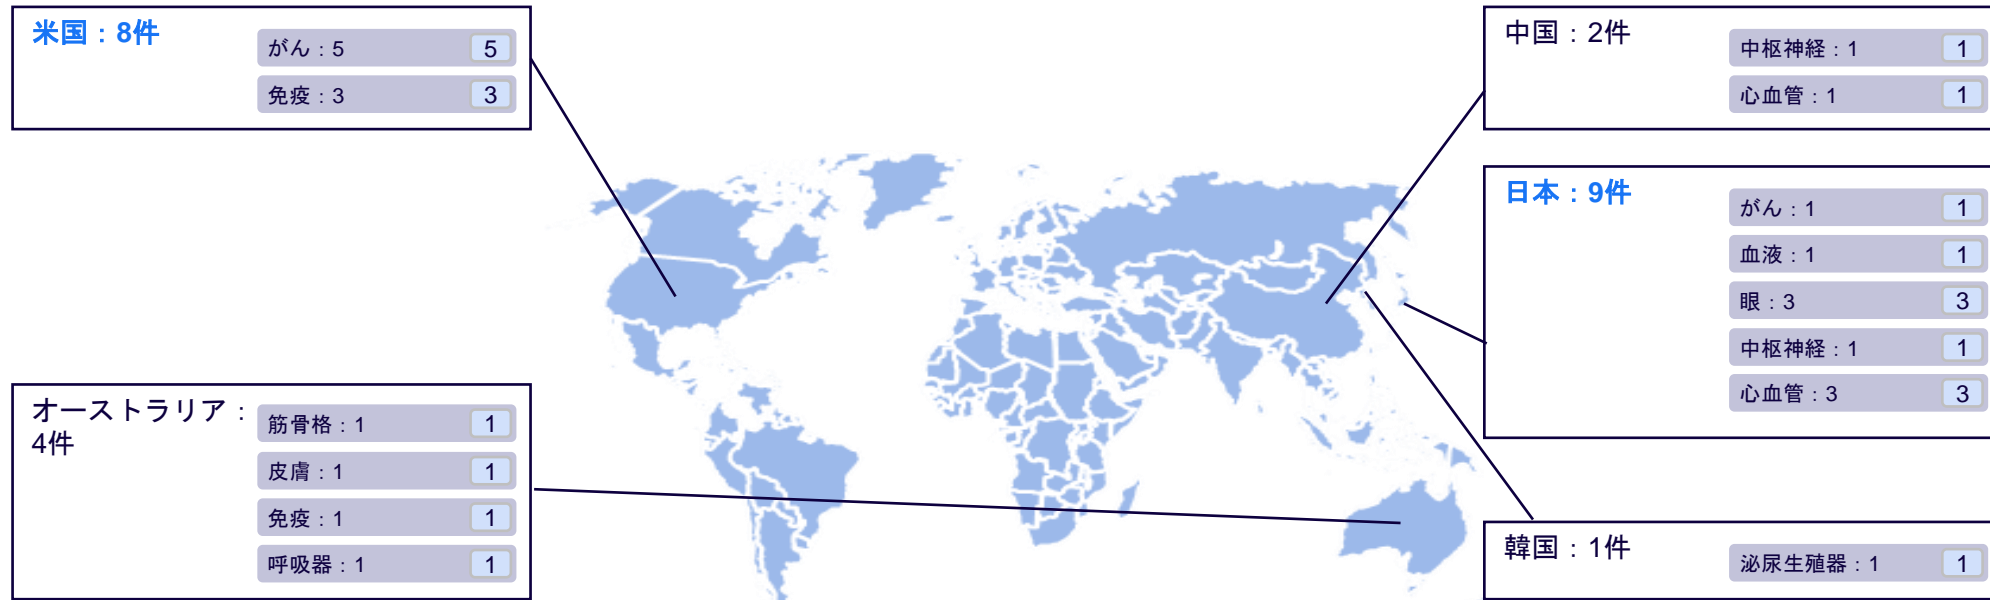 米国：8件
がん：5 5
免疫：3 3
オーストラリア：
4件
筋骨格：1 1
皮膚：1 1
免疫：1 1
呼吸器：1 1
中国：2件
中枢神経：1 1
心血管：1 1
日本：9件
がん：1 1
血液：1 1
眼：3 3
中枢神経：1 1
心血管：3 3
韓国：1件
泌尿生殖器：1 1